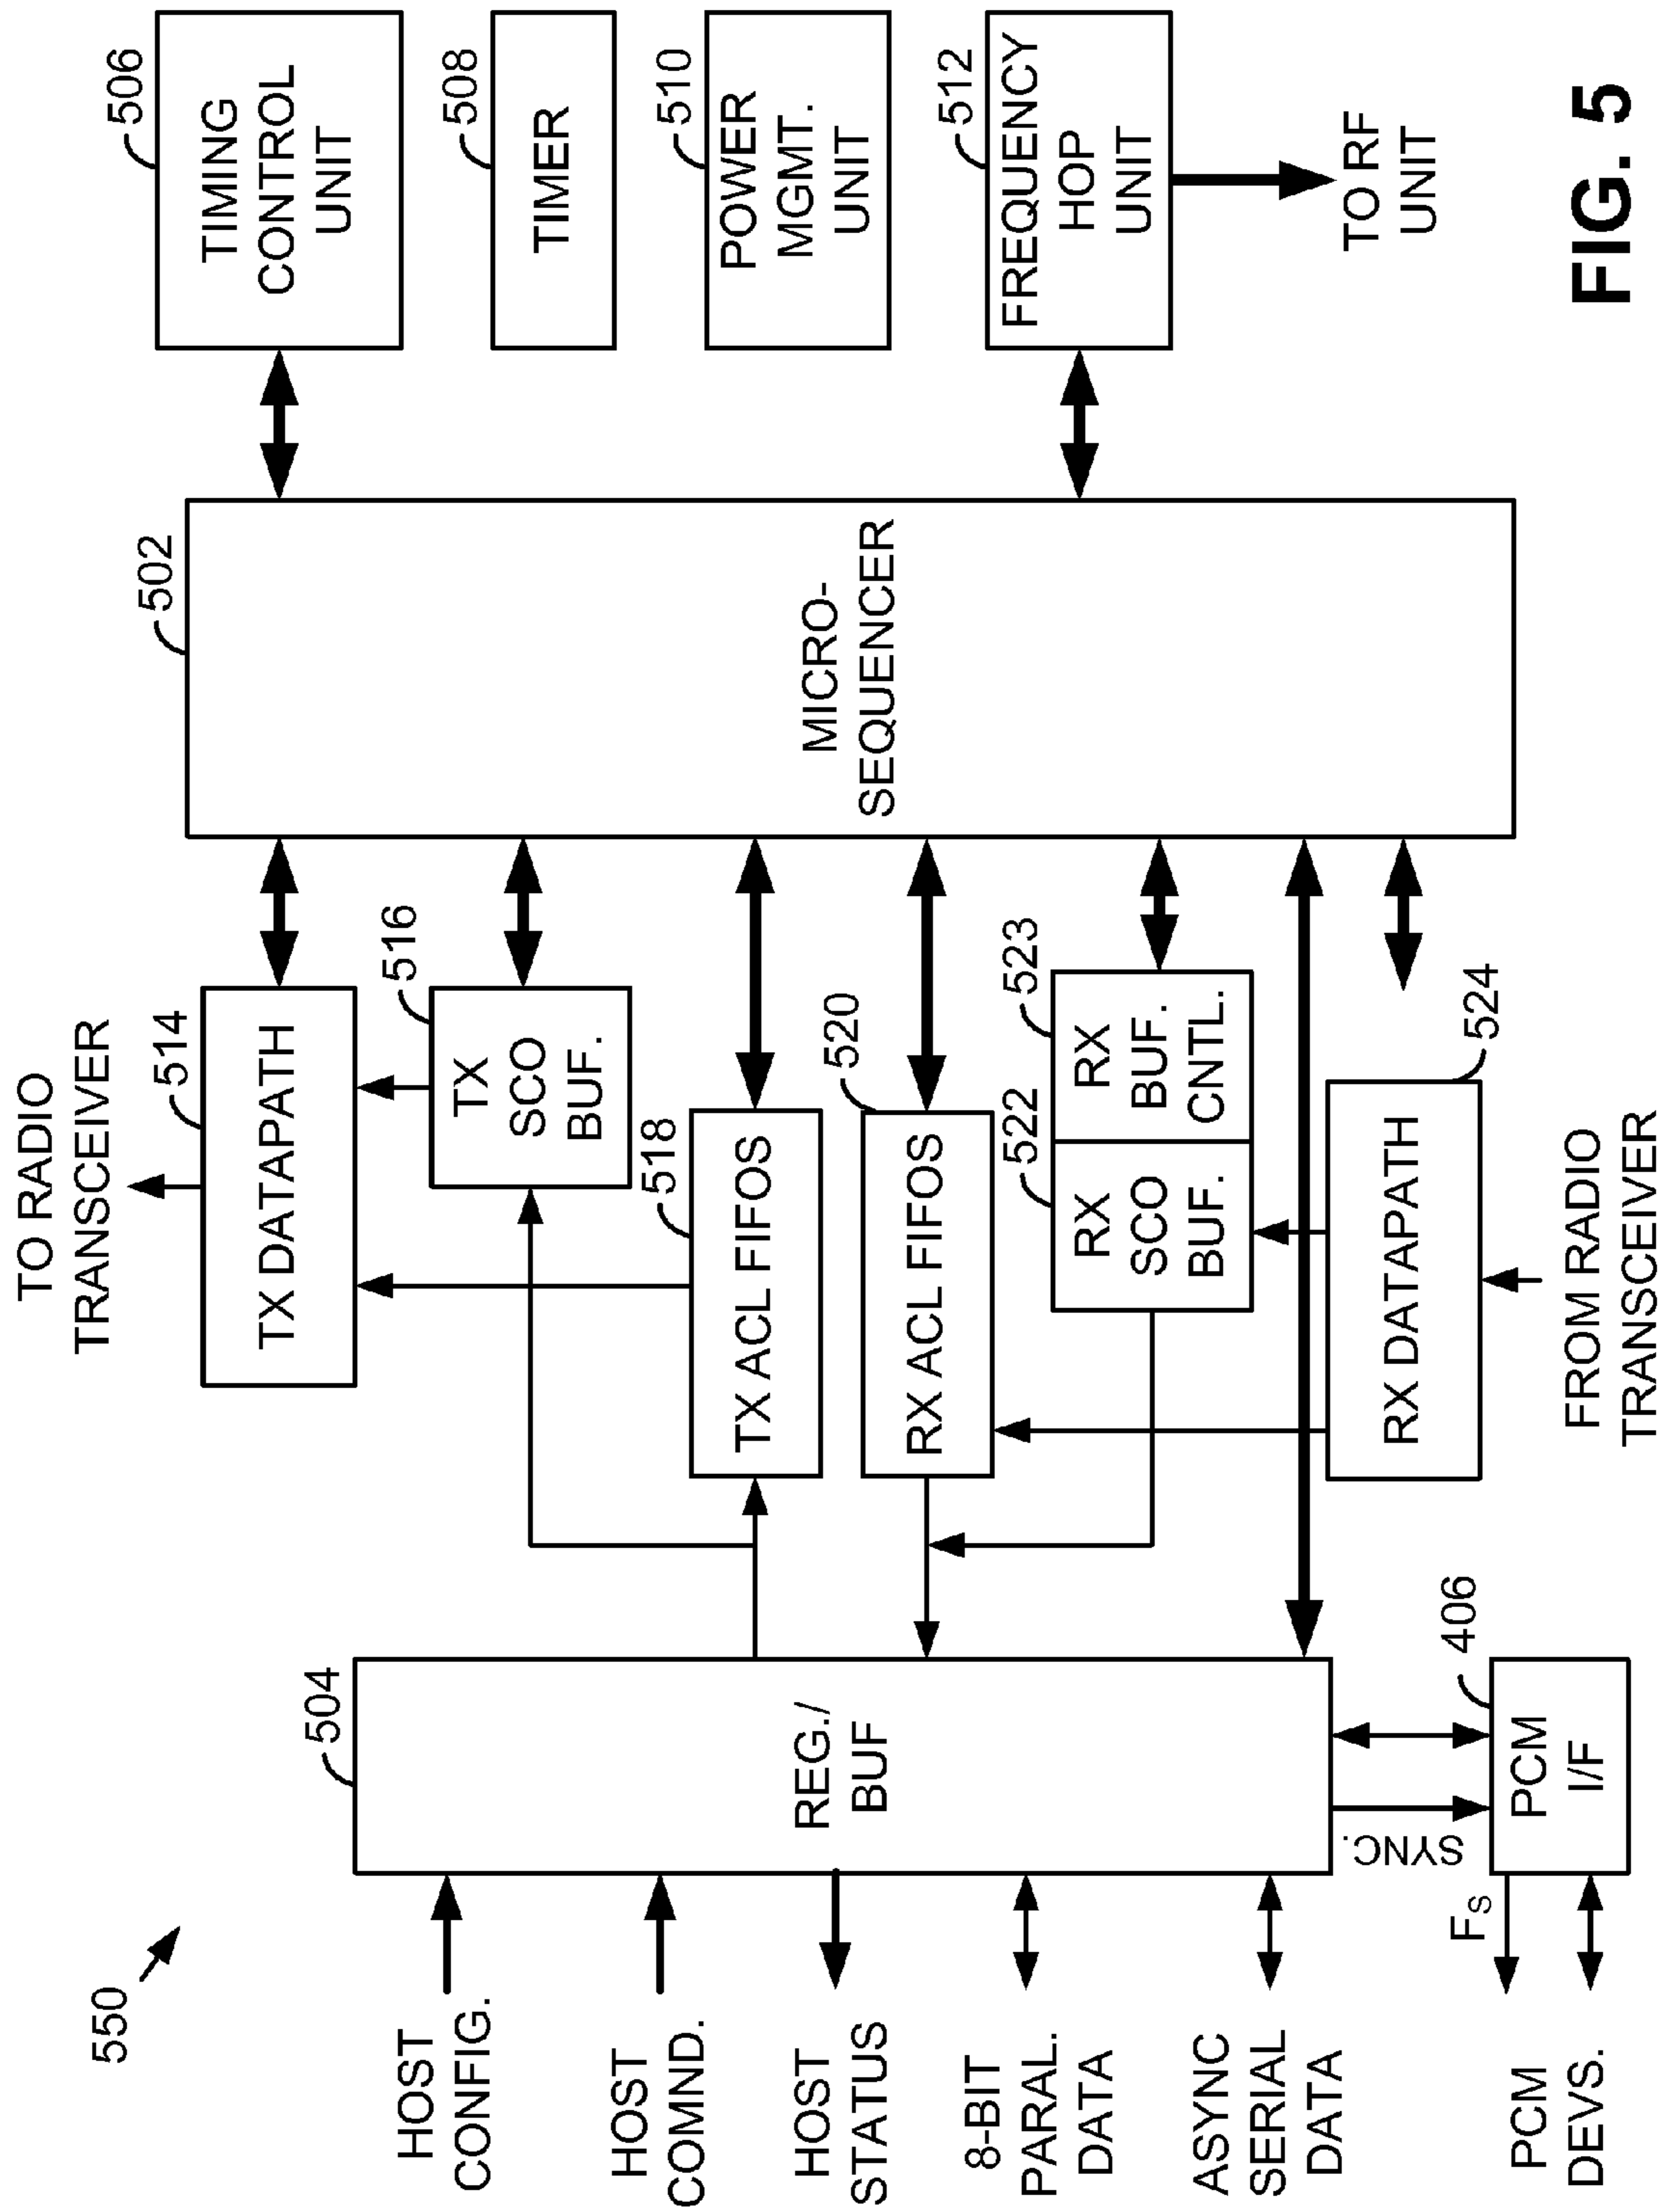 550
HOST
CONFIG.
HOST
COMND.
HOST
STATUS
8-BIT
PARAL.
DATA
ASYNC
SERIAL
DATA
PCM
DEVS.
504
REG./
BUF
SYNC.
FS
406
PCM
I/F
TO RADIO
TRANSCEIVER
514
TX DATAPATH
516
TX
SCO
BUF.
518
TX ACL FIFOS
520
RX ACL FIFOS
522
RX
SCO
BUF.
523
RX
BUF.
CNTL.
524
RX DATAPATH
FROM RADIO
TRANSCEIVER
502
MICRO-
SEQUENCER
506
TIMING
CONTROL
UNIT
508
TIMER
510
POWER
MGMT.
UNIT
512
FREQUENCY
HOP
UNIT
TO RF
UNIT
FIG. 5